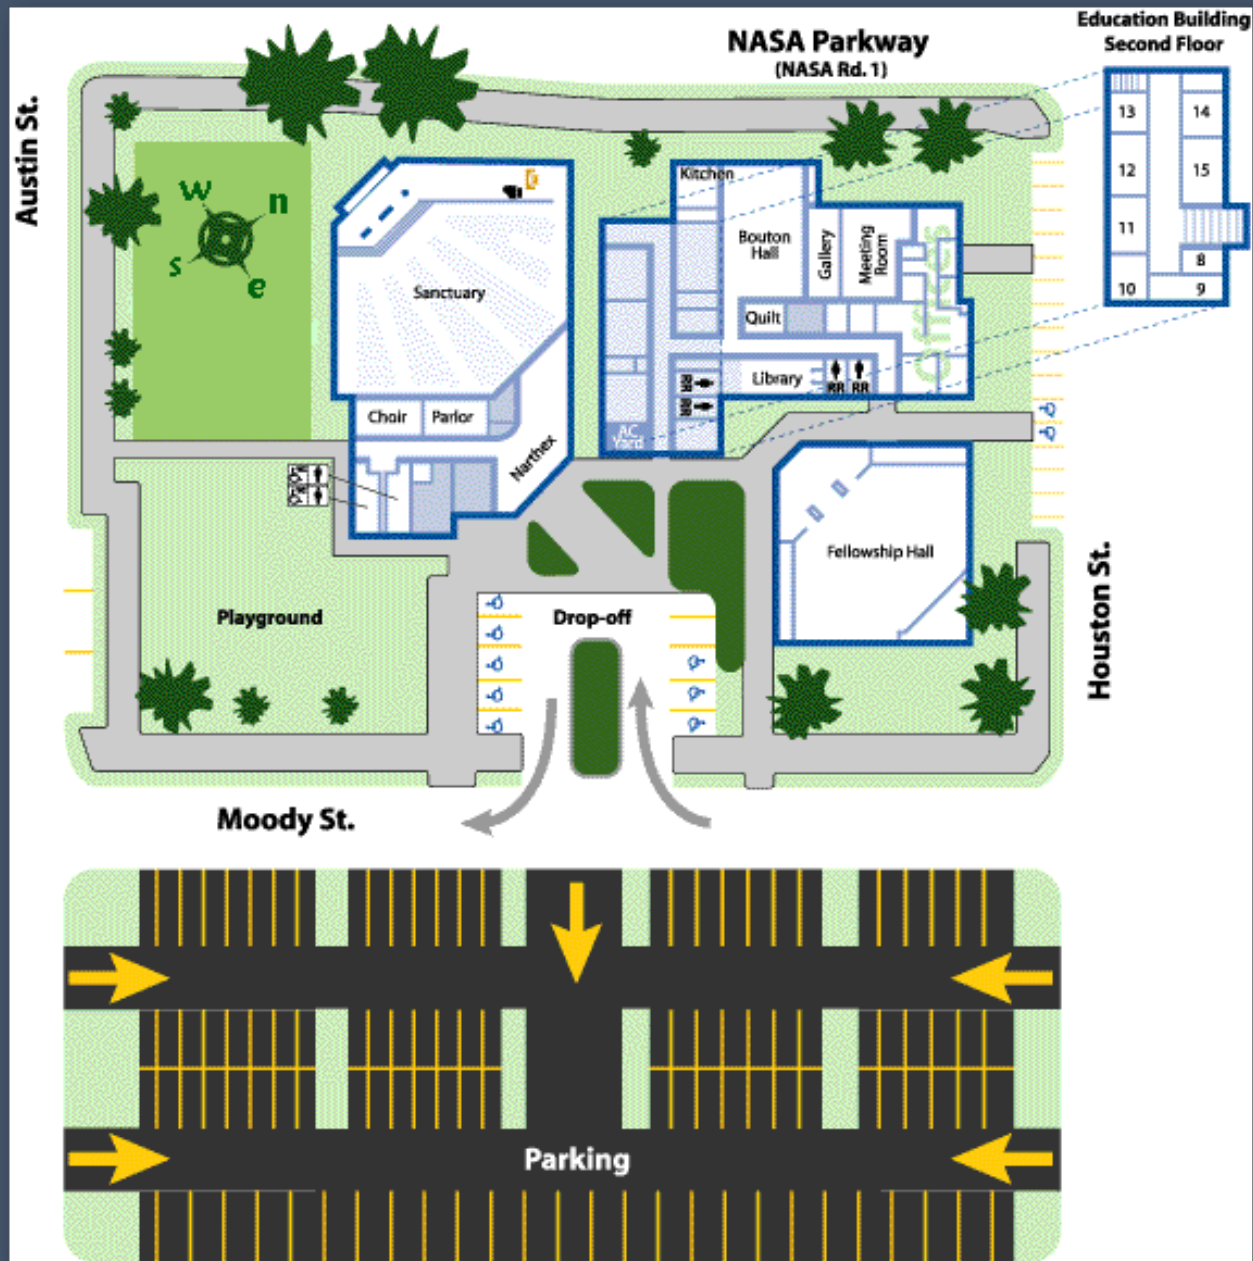 Education Building
Second Floor
NASA Parkway
(NASA Rd. 1)
Austin St.
13
14
12
15
11
8
10
9
w
n
s
e
Kitchen
Bouton
Hall
Gallery
Meeting
Room
Offices
Sanctuary
Quilt
Library
RR
RR
RR
RR
Choir
Parlor
AC
Yard
Narthex
Fellowship Hall
Playground
Drop-off
Houston St.
Moody St.
Parking